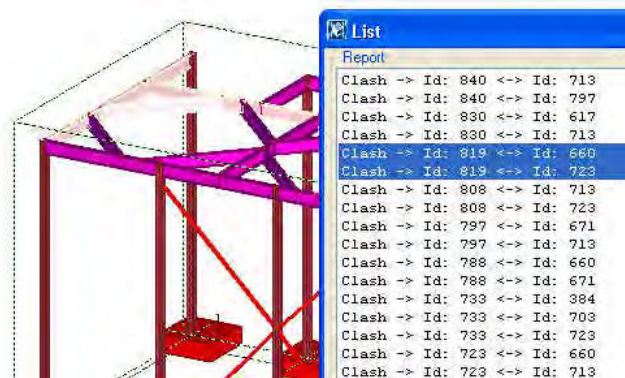 List
Report
Clash -> Id: 840 <-> Id: 713
Clash -> Id: 840 <-> Id: 797
Clash -> Id: 830 <-> Id: 617
Clash -> Id: 830 <-> Id: 713
Clash -> Id: 819 <-> Id: 660
Clash -> Id: 819 <-> Id: 723
Clash -> Id: 808 <-> Id: 713
Clash -> Id: 808 <-> Id: 723
Clash -> Id: 797 <-> Id: 671
Clash -> Id: 797 <-> Id: 713
Clash -> Id: 788 <-> Id: 660
Clash -> Id: 788 <-> Id: 671
Clash -> Id: 733 <-> Id: 384
Clash -> Id: 733 <-> Id: 703
Clash -> Id: 733 <-> Id: 723
Clash -> Id: 723 <-> Id: 660
Clash -> Id: 723 <-> Id: 713